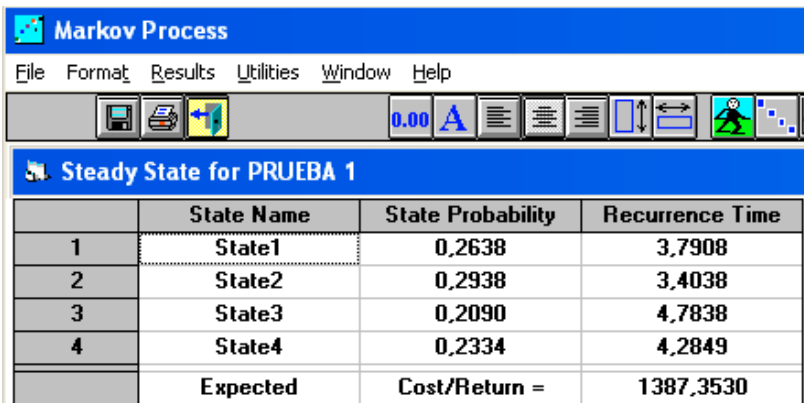 Markov Process
File Format Results Utilities Window Help
0.00 A
Steady State for PRUEBA 1
State Name State Probability Recurrence Time
1 State1 0,2638 3,7908
2 State2 0,2938 3,4038
3 State3 0,2090 4,7838
4 State4 0,2334 4,2849
Expected Cost/Return = 1387,3530